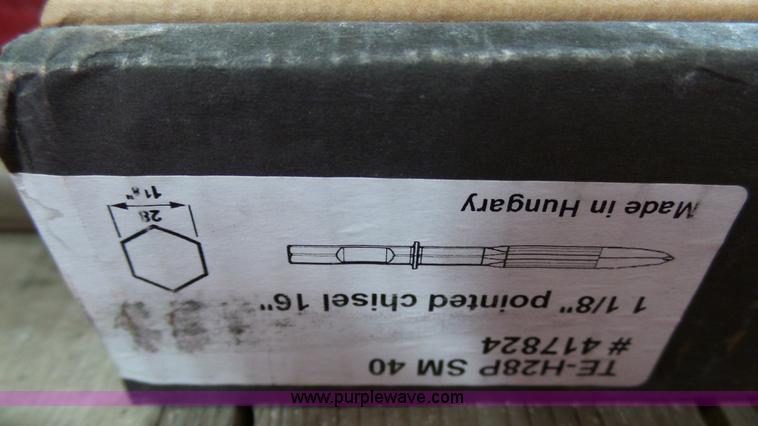 TE-H28P SM 40
# 417824
1 1/8" pointed chisel 16"
Made in Hungary
28
1 1/8"
www.purplewave.com